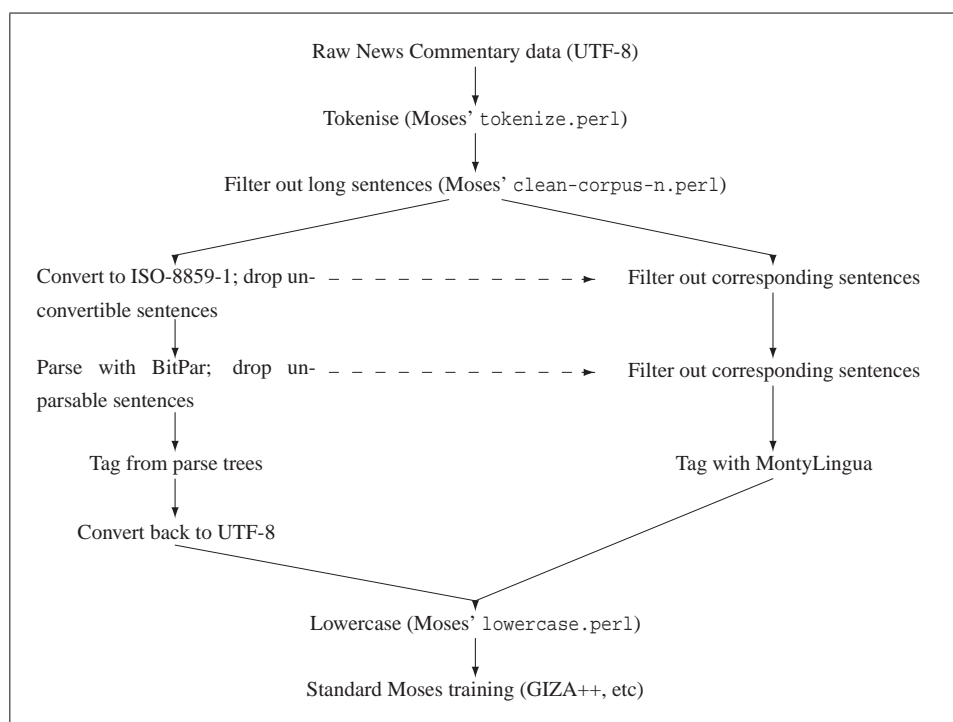 Raw News Commentary data (UTF-8)
Tokenise (Moses’ tokenize.perl)
Filter out long sentences (Moses’ clean-corpus-n.perl)
Convert to ISO-8859-1; drop un-
convertible sentences
Filter out corresponding sentences
Parse with BitPar; drop un-
parsable sentences
Filter out corresponding sentences
Tag from parse trees
Tag with MontyLingua
Convert back to UTF-8
Lowercase (Moses’ lowercase.perl)
Standard Moses training (GIZA++, etc)